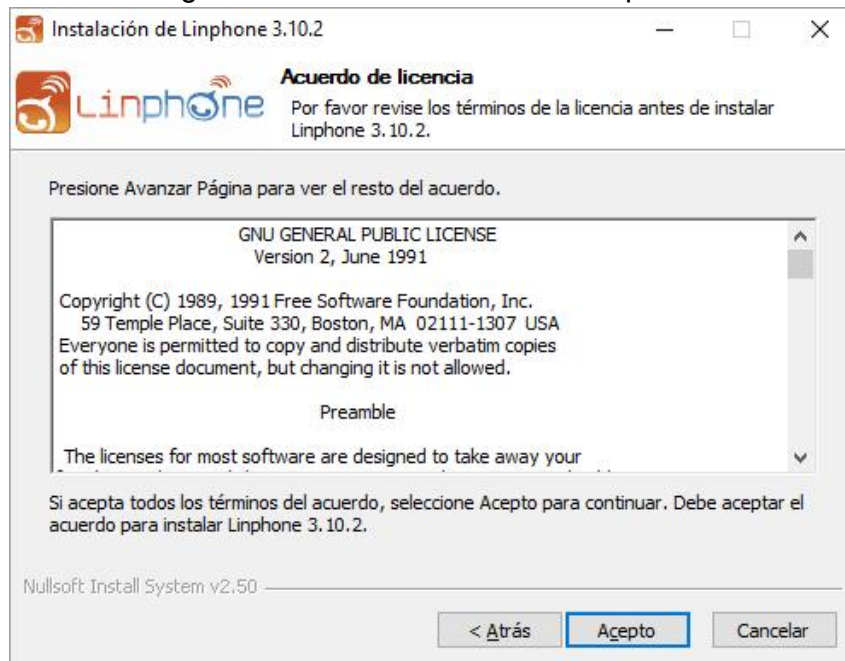 Instalación de Linphone 3.10.2
Linphone
Acuerdo de licencia
Por favor revise los términos de la licencia antes de instalar
Linphone 3.10.2.
Presione Avanzar Página para ver el resto del acuerdo.
GNU GENERAL PUBLIC LICENSE
Version 2, June 1991
Copyright (C) 1989, 1991 Free Software Foundation, Inc.
59 Temple Place, Suite 330, Boston, MA 02111-1307 USA
Everyone is permitted to copy and distribute verbatim copies
of this license document, but changing it is not allowed.
Preamble
The licenses for most software are designed to take away your
Si acepta todos los términos del acuerdo, seleccione Acepto para continuar. Debe aceptar el
acuerdo para instalar Linphone 3.10.2.
Nullsoft Install System v2.50
< Atrás Acepto Cancelar